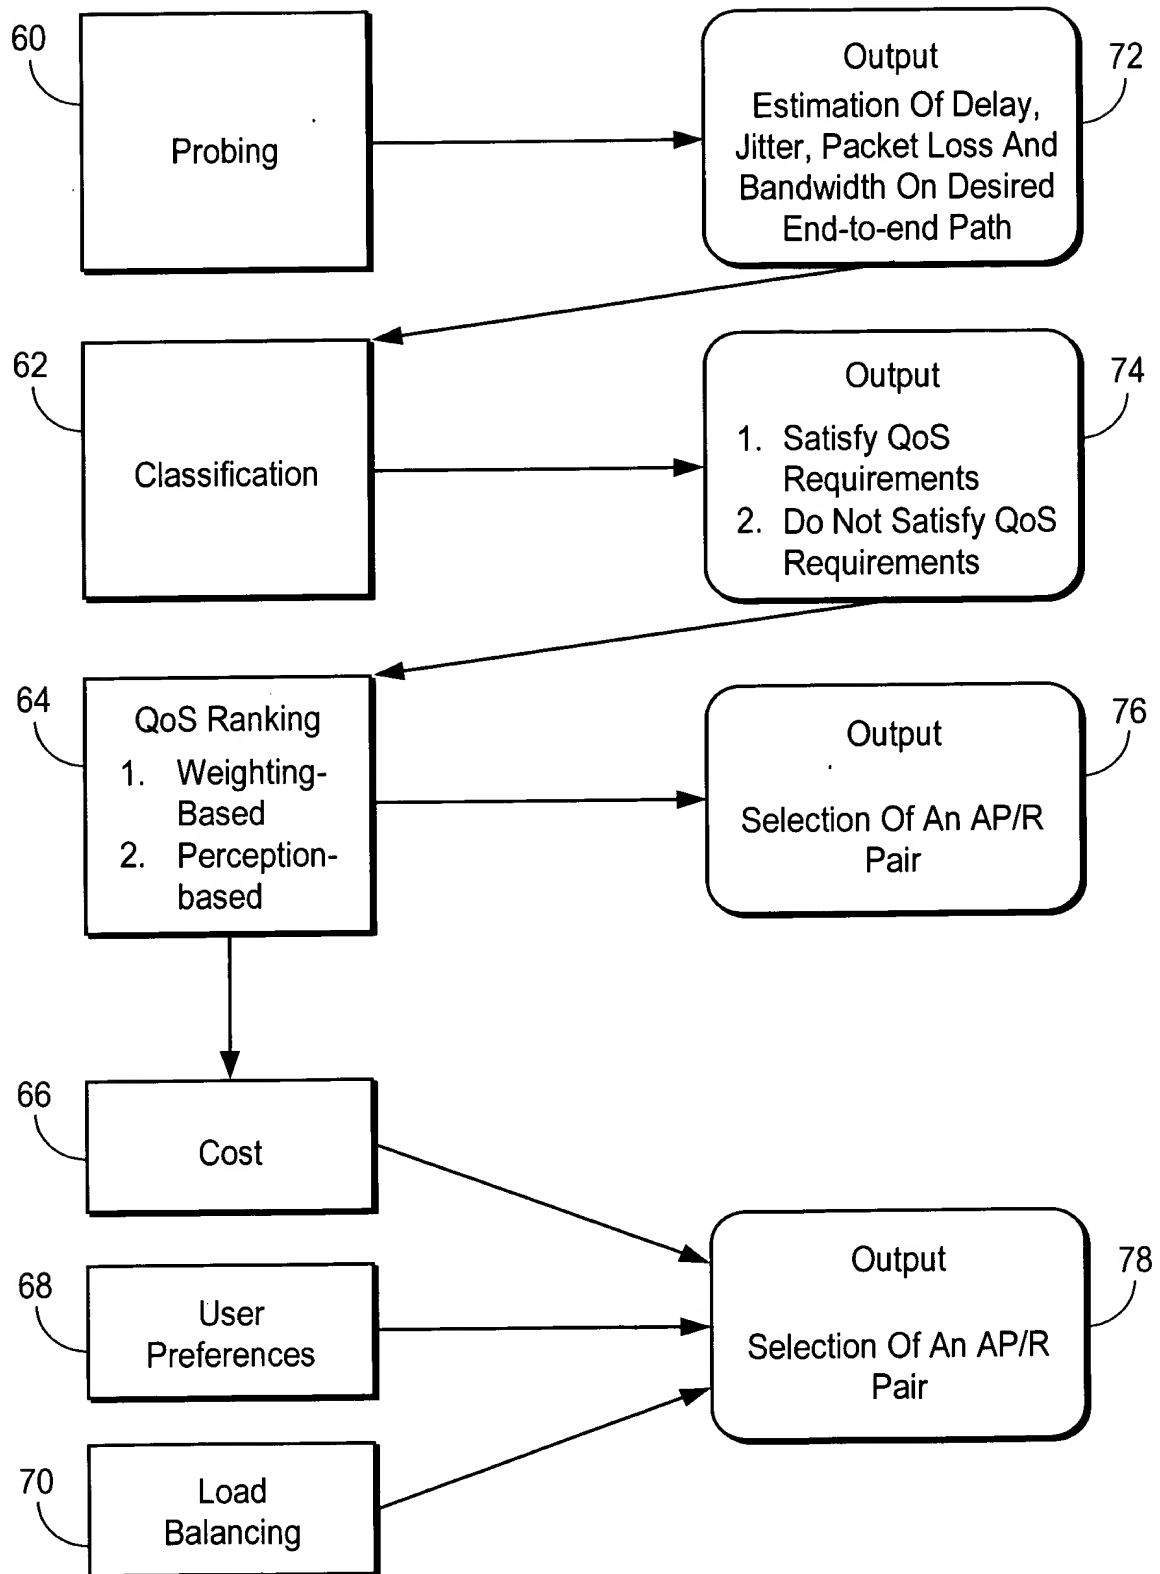 60
Probing
Output
Estimation Of Delay,
Jitter, Packet Loss And
Bandwidth On Desired
End-to-end Path
72
62
Classification
Output
1. Satisfy QoS
Requirements
2. Do Not Satisfy QoS
Requirements
74
64
QoS Ranking
1. Weighting-
Based
2. Perception-
based
Output
Selection Of An AP/R
Pair
76
66
Cost
68
User
Preferences
70
Load
Balancing
Output
Selection Of An AP/R
Pair
78